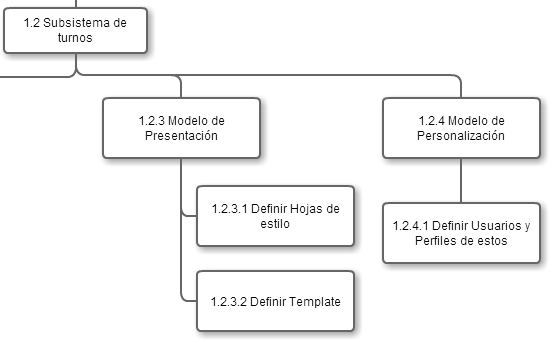 1.2 Subsistema de
turnos
1.2.3 Modelo de
Presentación
1.2.4 Modelo de
Personalización
1.2.3.1 Definir Hojas de
estilo
1.2.4.1 Definir Usuarios y
Perfiles de estos
1.2.3.2 Definir Template